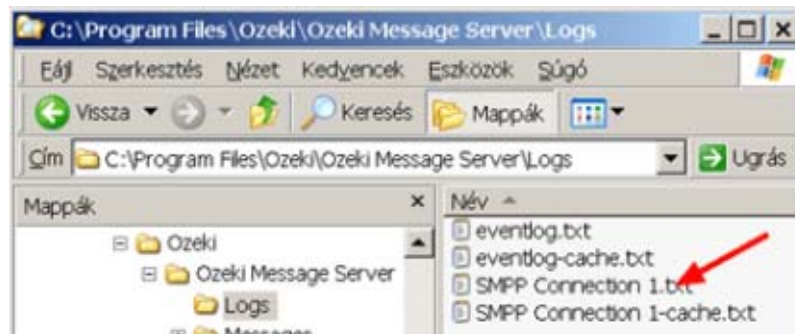 C:\Program Files\Ozeki\Ozeki Message Server\Logs
Fájl Szerkesztés Nézet Kedvencek Eszközök Súgó
Vissza Keresés Mappák
Cím C:\Program Files\Ozeki\Ozeki Message Server\Logs Ugrás
Mappák
Ozeki
Ozeki Message Server
Logs
Messages
Név
eventlog.txt
eventlog-cache.txt
SMPP Connection 1.txt
SMPP Connection 1-cache.txt